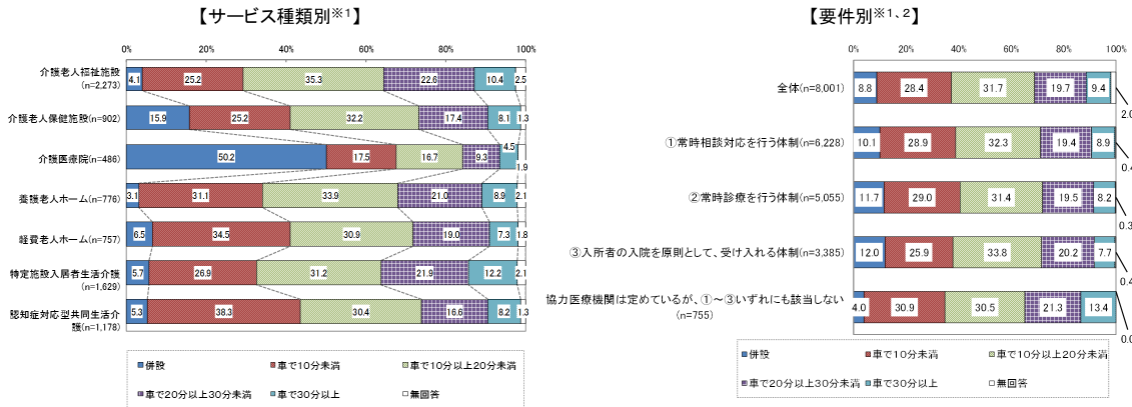 【サービス種類別※1】
0% 20% 40% 60% 80% 100%
介護老人福祉施設
(n=2,273)
4.1 25.2 35.3 22.6 10.4 2.5
介護老人保健施設(n=902)
15.9 25.2 32.2 17.4 8.1 1.3
介護医療院(n=486)
50.2 17.5 16.7 9.3 4.5 1.9
養護老人ホーム(n=776)
3.1 31.1 33.9 21.0 8.9 2.1
軽費老人ホーム(n=757)
6.5 34.5 30.9 19.0 7.3 1.8
特定施設入居者生活介護
(n=1,629)
5.7 26.9 31.2 21.9 12.2 2.1
認知症対応型共同生活介
護(n=1,178)
5.3 38.3 30.4 16.6 8.2 1.3
併設 車で10分未満 車で10分以上20分未満
車で20分以上30分未満 車で30分以上 無回答
【要件別※1、2】
0% 20% 40% 60% 80% 100%
全体(n=8,001)
8.8 28.4 31.7 19.7 9.4 2.0
①常時相談対応を行う体制(n=6,228)
10.1 28.9 32.3 19.4 8.9 0.4
②常時診療を行う体制(n=5,055)
11.7 29.0 31.4 19.5 8.2 0.3
③入所者の入院を原則として、受け入れる体制(n=3,385)
12.0 25.9 33.8 20.2 7.7 0.4
協力医療機関は定めているが、①～③いずれにも該当しない
(n=755)
4.0 30.9 30.5 21.3 13.4
併設 車で10分未満 車で10分以上20分未満
車で20分以上30分未満 車で30分以上 無回答